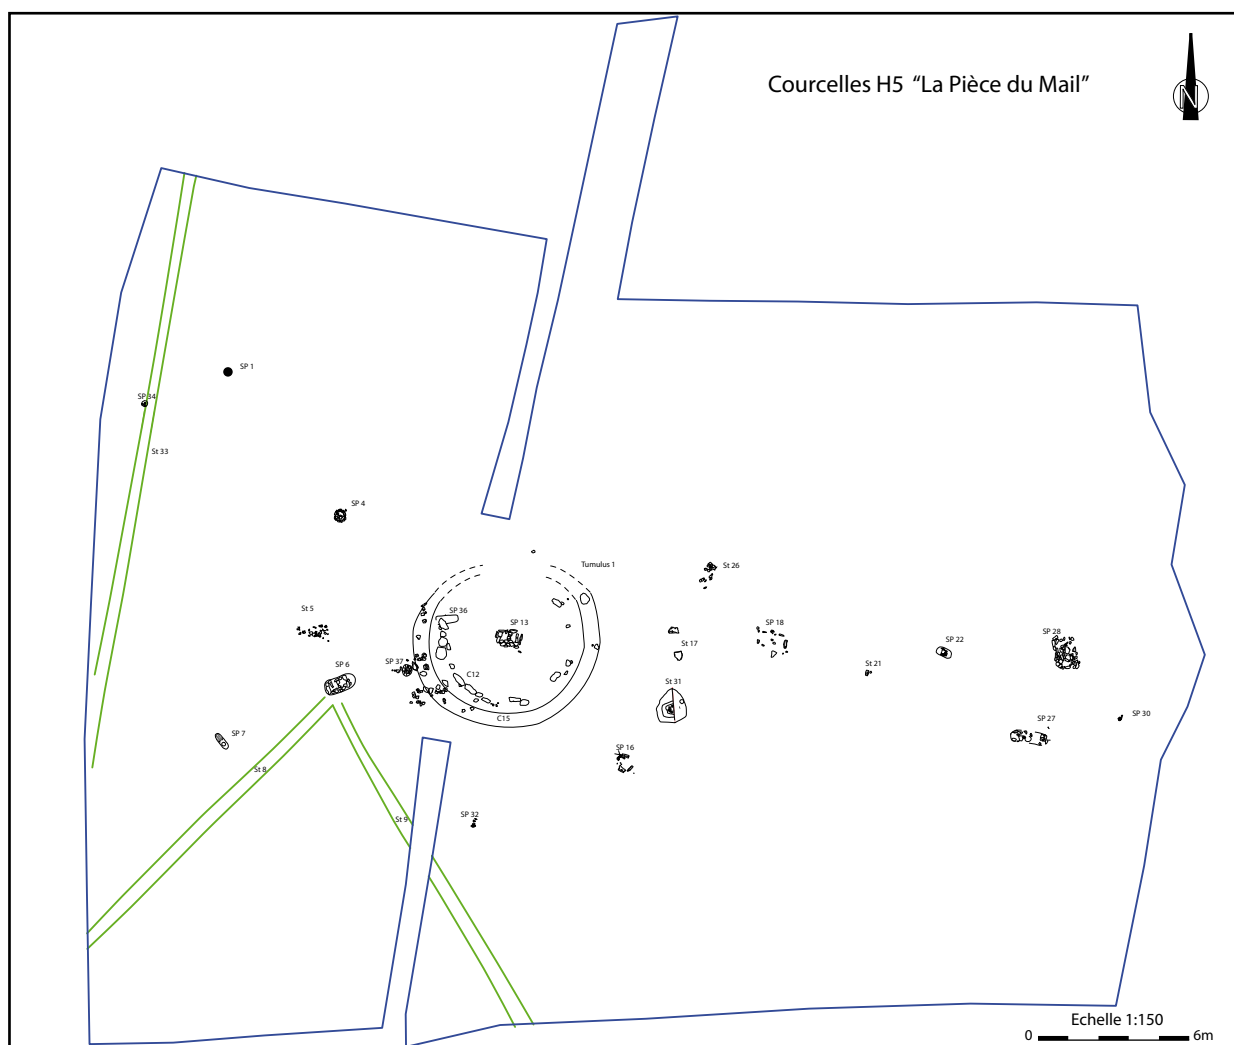 Courcelles H5 “La Pièce du Mail”
N
SP 1
SP 34
St 33
SP 4
Tumulus 1
St 26
St 5
SP 36
SP 13
SP 18
SP 28
SP 22
St 17
SP 37
SP 6
C12
St 21
St 31
C15
SP 30
SP 27
SP 7
SP 16
St 8
SP 32
St 9
Echelle 1:150
0 6m